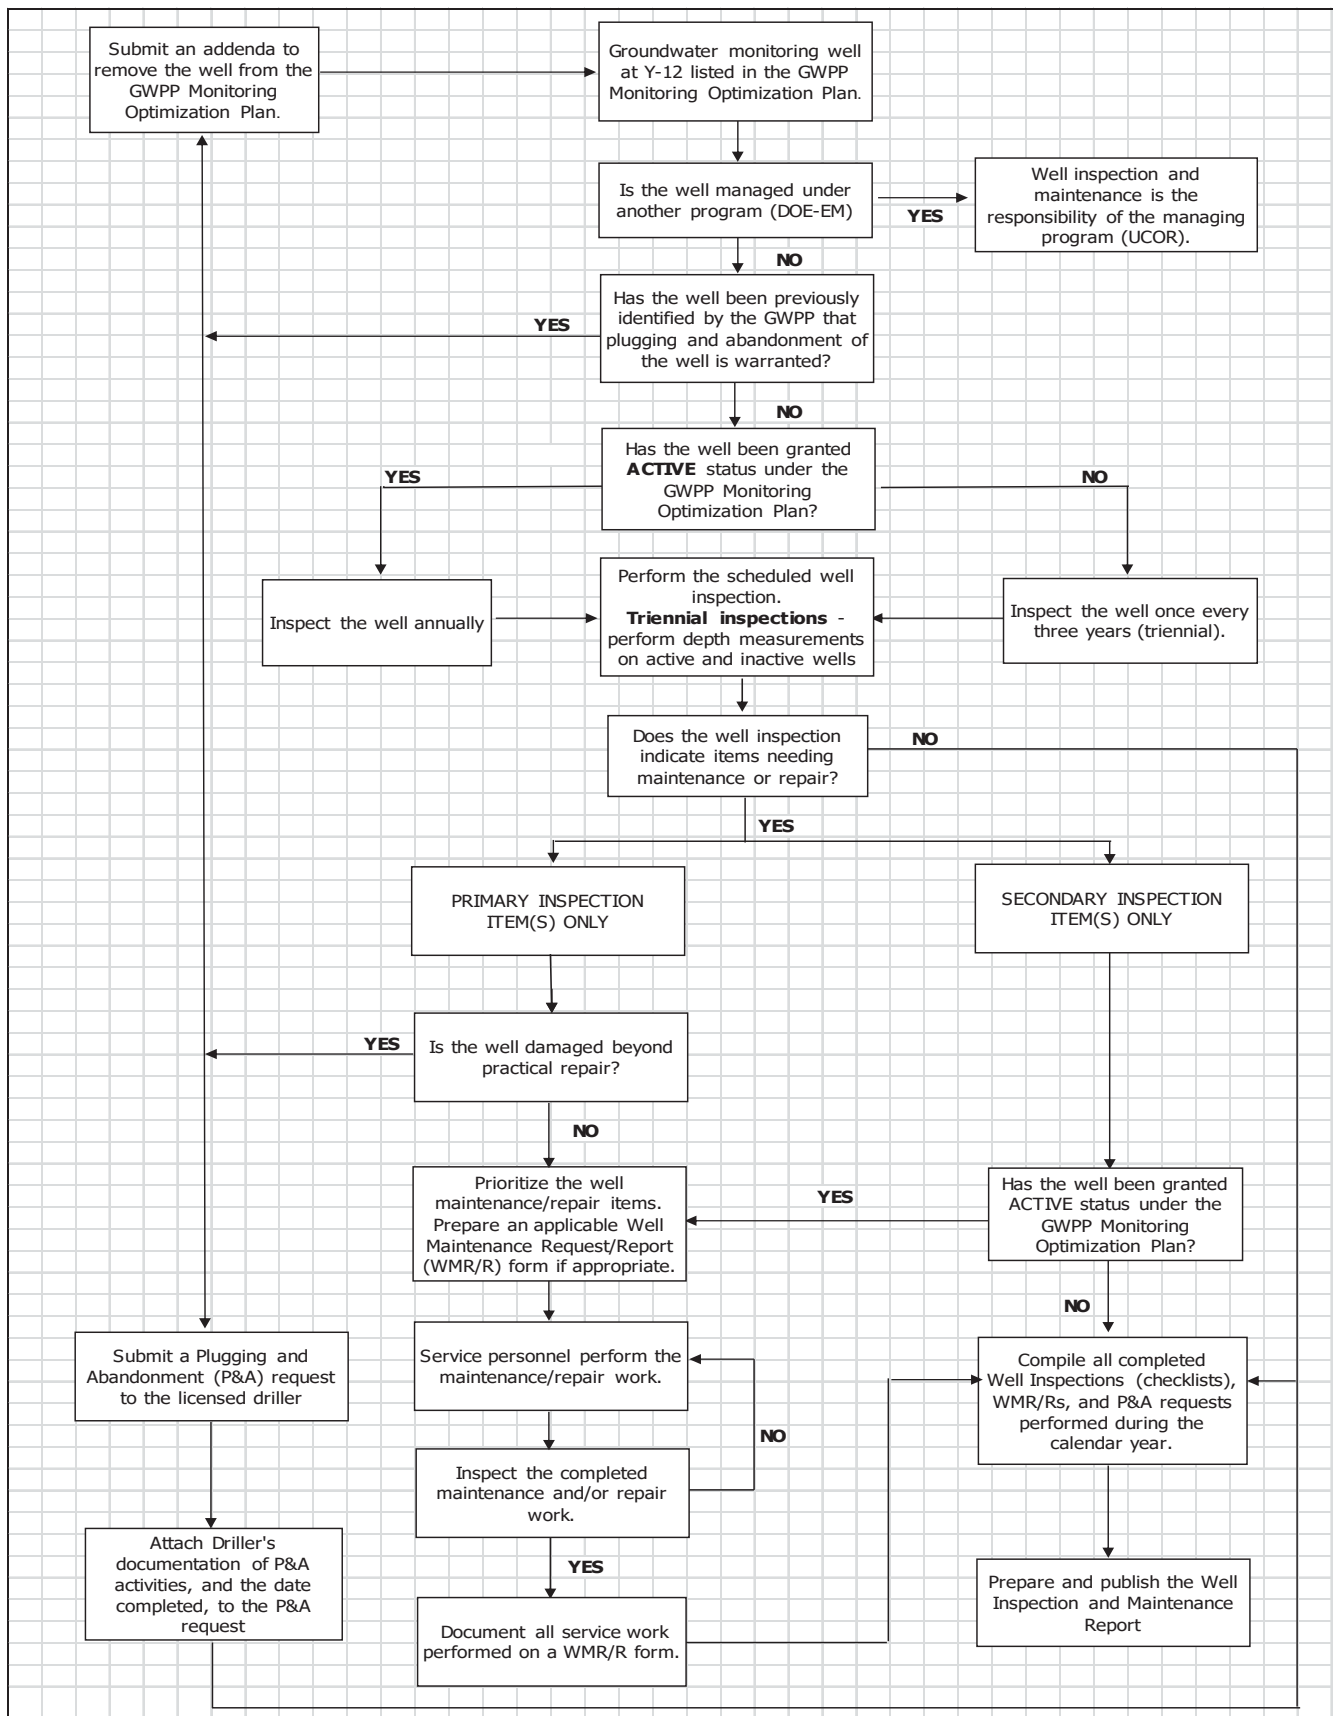 Submit an addenda to
remove the well from the
GWPP Monitoring
Optimization Plan.
Groundwater monitoring well
at Y-12 listed in the GWPP
Monitoring Optimization Plan.
Is the well managed under
another program (DOE-EM)
YES
Well inspection and
maintenance is the
responsibility of the managing
program (UCOR).
NO
Has the well been previously
identified by the GWPP that
plugging and abandonment of
the well is warranted?
YES
NO
Has the well been granted
ACTIVE status under the
GWPP Monitoring
Optimization Plan?
YES
NO
Inspect the well annually
Perform the scheduled well
inspection.
Triennial inspections -
perform depth measurements
on active and inactive wells
Inspect the well once every
three years (triennial).
Does the well inspection
indicate items needing
maintenance or repair?
NO
YES
PRIMARY INSPECTION
ITEM(S) ONLY
SECONDARY INSPECTION
ITEM(S) ONLY
Is the well damaged beyond
practical repair?
YES
NO
Prioritize the well
maintenance/repair items.
Prepare an applicable Well
Maintenance Request/Report
(WMR/R) form if appropriate.
YES
Has the well been granted
ACTIVE status under the
GWPP Monitoring
Optimization Plan?
NO
Submit a Plugging and
Abandonment (P&A) request
to the licensed driller
Service personnel perform the
maintenance/repair work.
Compile all completed
Well Inspections (checklists),
WMR/Rs, and P&A requests
performed during the
calendar year.
NO
Inspect the completed
maintenance and/or repair
work.
YES
Attach Driller's
documentation of P&A
activities, and the date
completed, to the P&A
request
Document all service work
performed on a WMR/R form.
Prepare and publish the Well
Inspection and Maintenance
Report